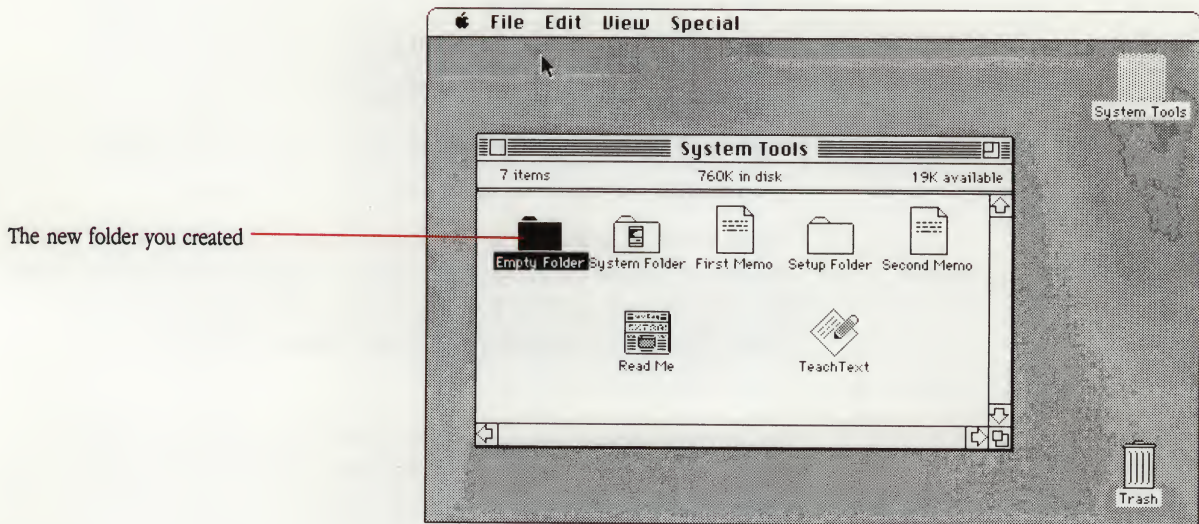 File Edit View Special
System Tools
System Tools
7 items 760K in disk 19K available
The new folder you created
Empty Folder System Folder First Memo Setup Folder Second Memo
EXTRA!
Read Me TeachText
Trash